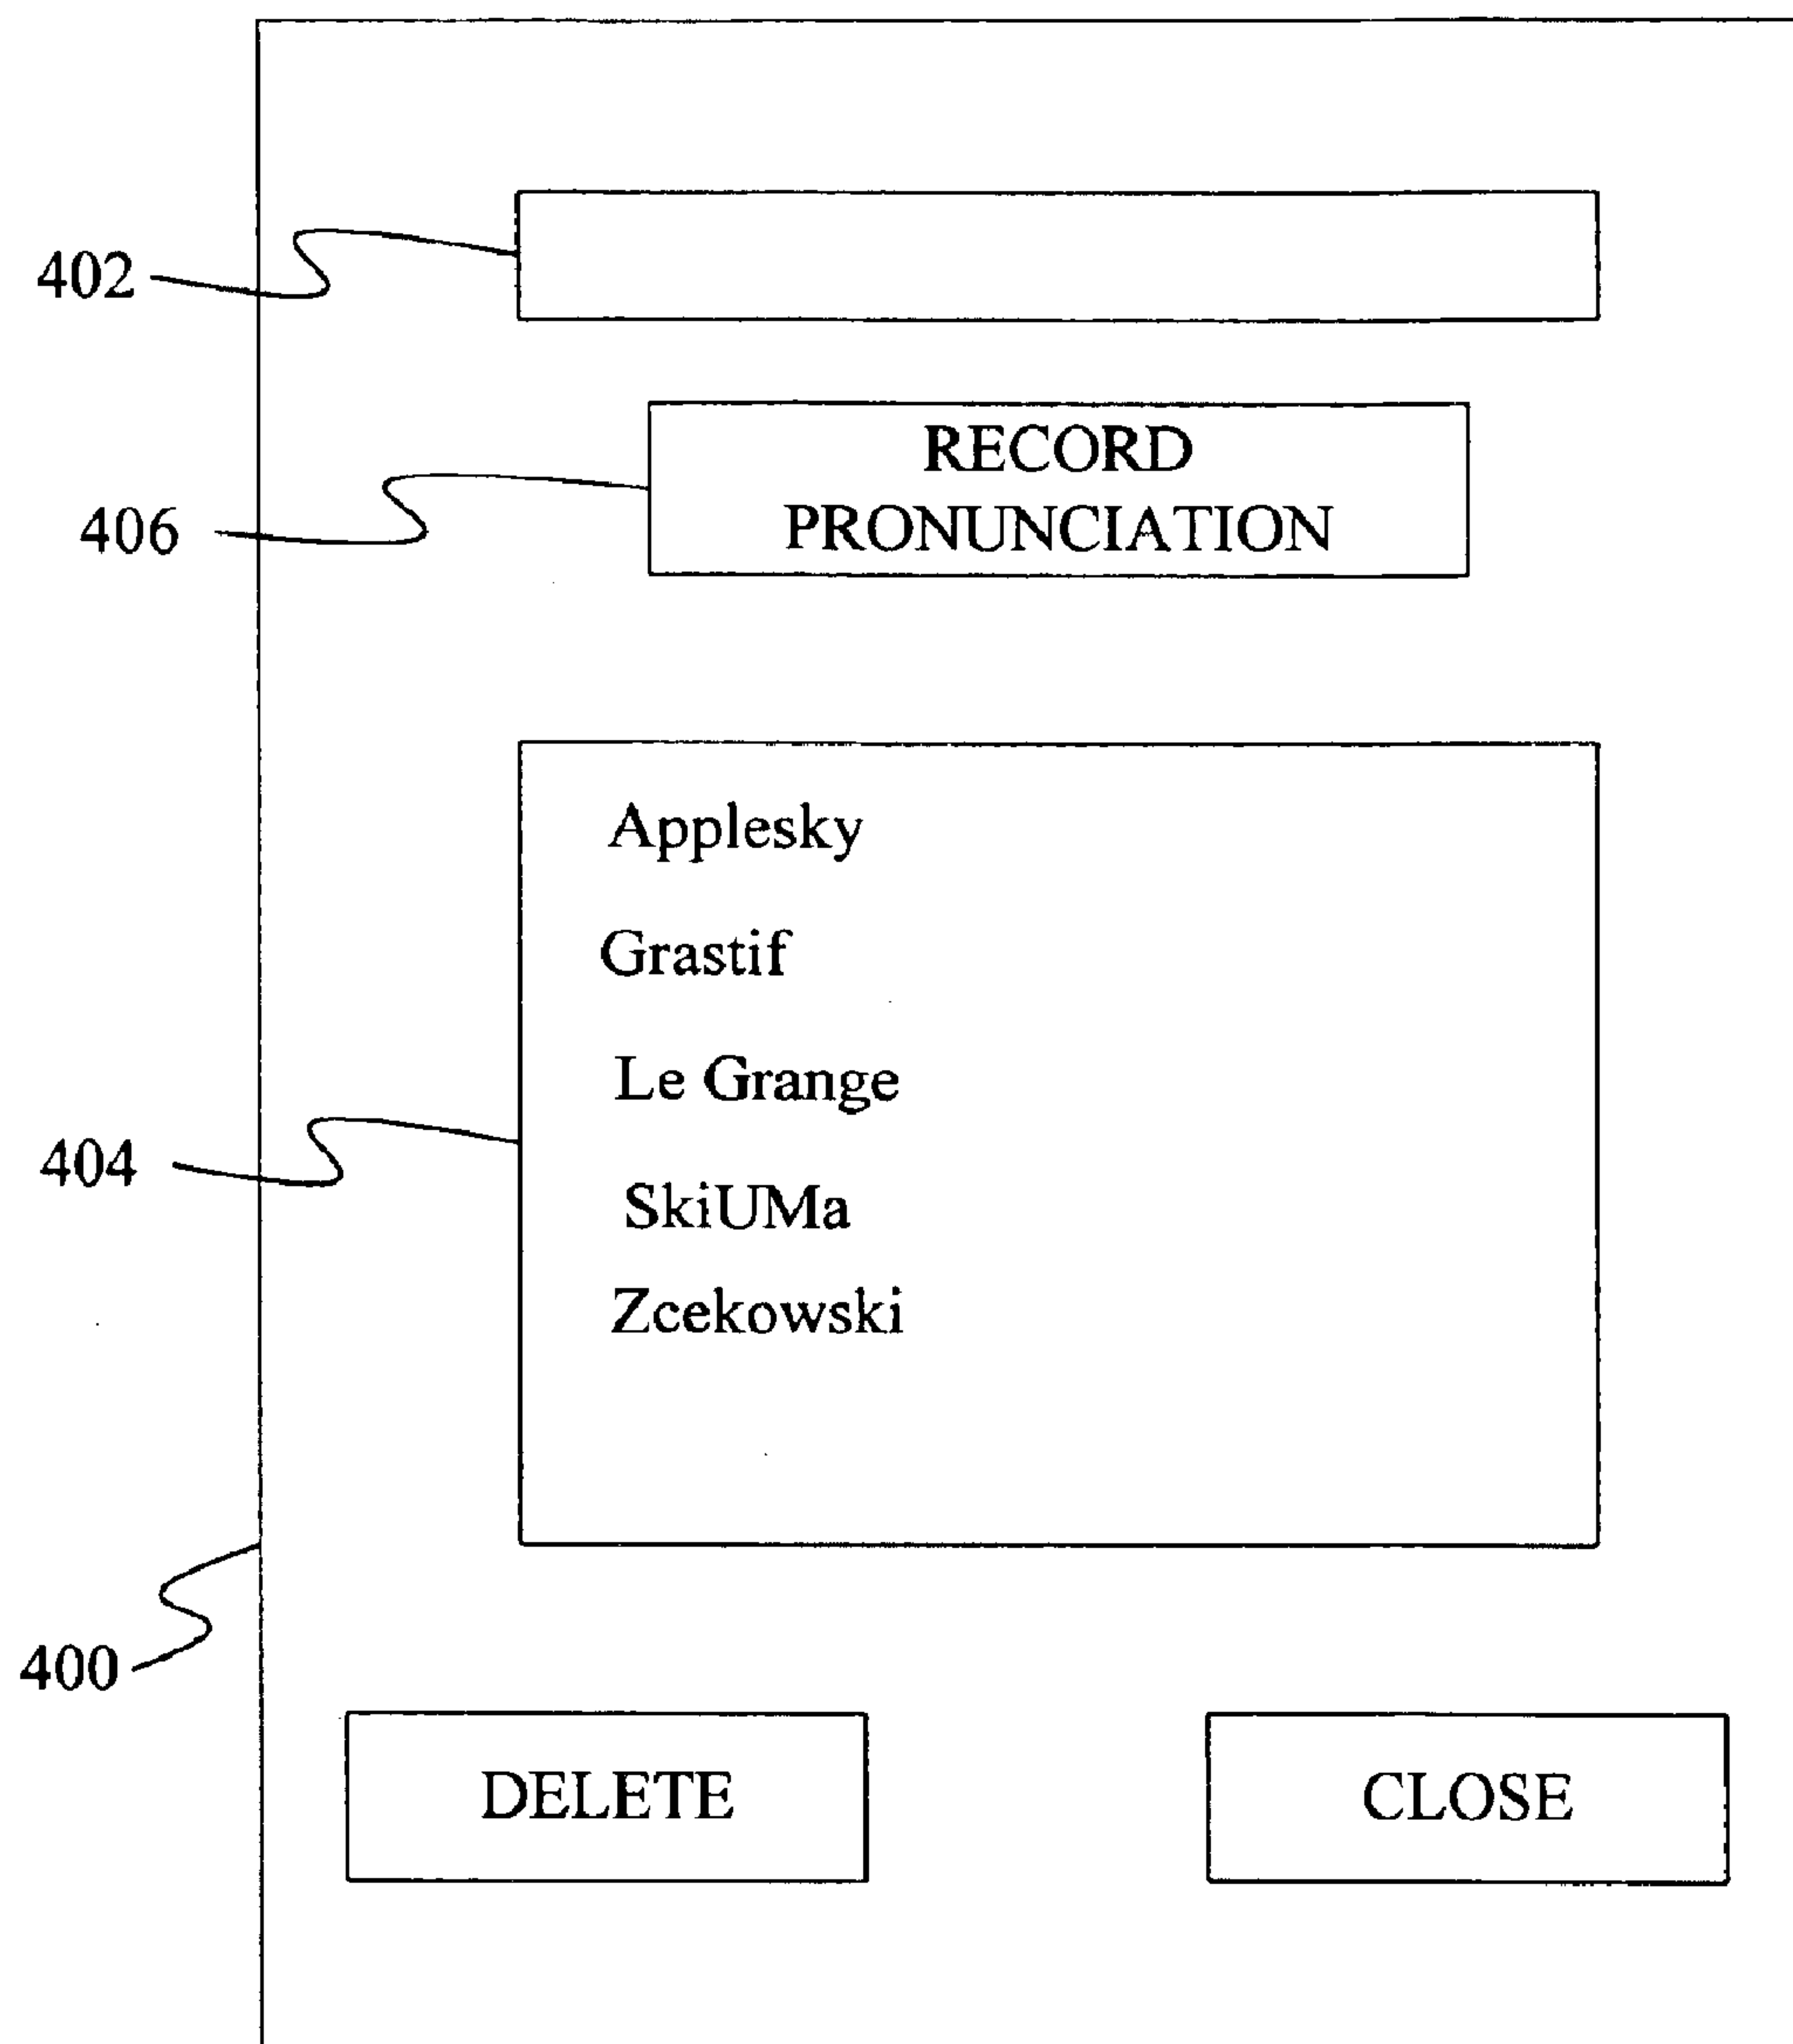 402
RECORD
PRONUNCIATION
406
Applesky
Grastif
Le Grange
404
SkiUMa
Zcekowski
400
DELETE
CLOSE